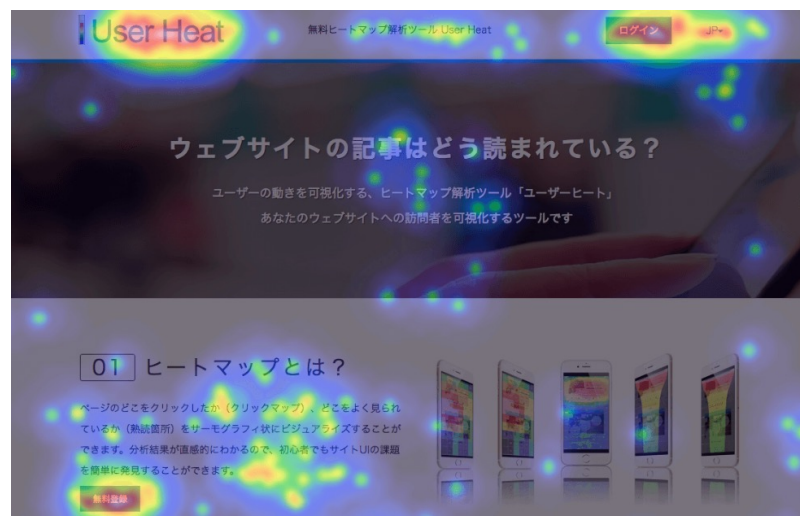 User Heat
無料ヒートマップ解析ツール User Heat
ログイン
JP
ウェブサイトの記事はどう読まれている？
ユーザーの動きを可視化する、ヒートマップ解析ツール「ユーザーヒート」
あなたのウェブサイトへの訪問者を可視化するツールです
01 ヒートマップとは？
ページのどこをクリックしたか（クリックマップ）、どこをよく見られ
ているか（熟読箇所）をサーモグラフィ状にビジュアライズすることが
できます。分析結果が直感的にわかるので、初心者でもサイトUIの課題
を簡単に発見することができます。
無料登録